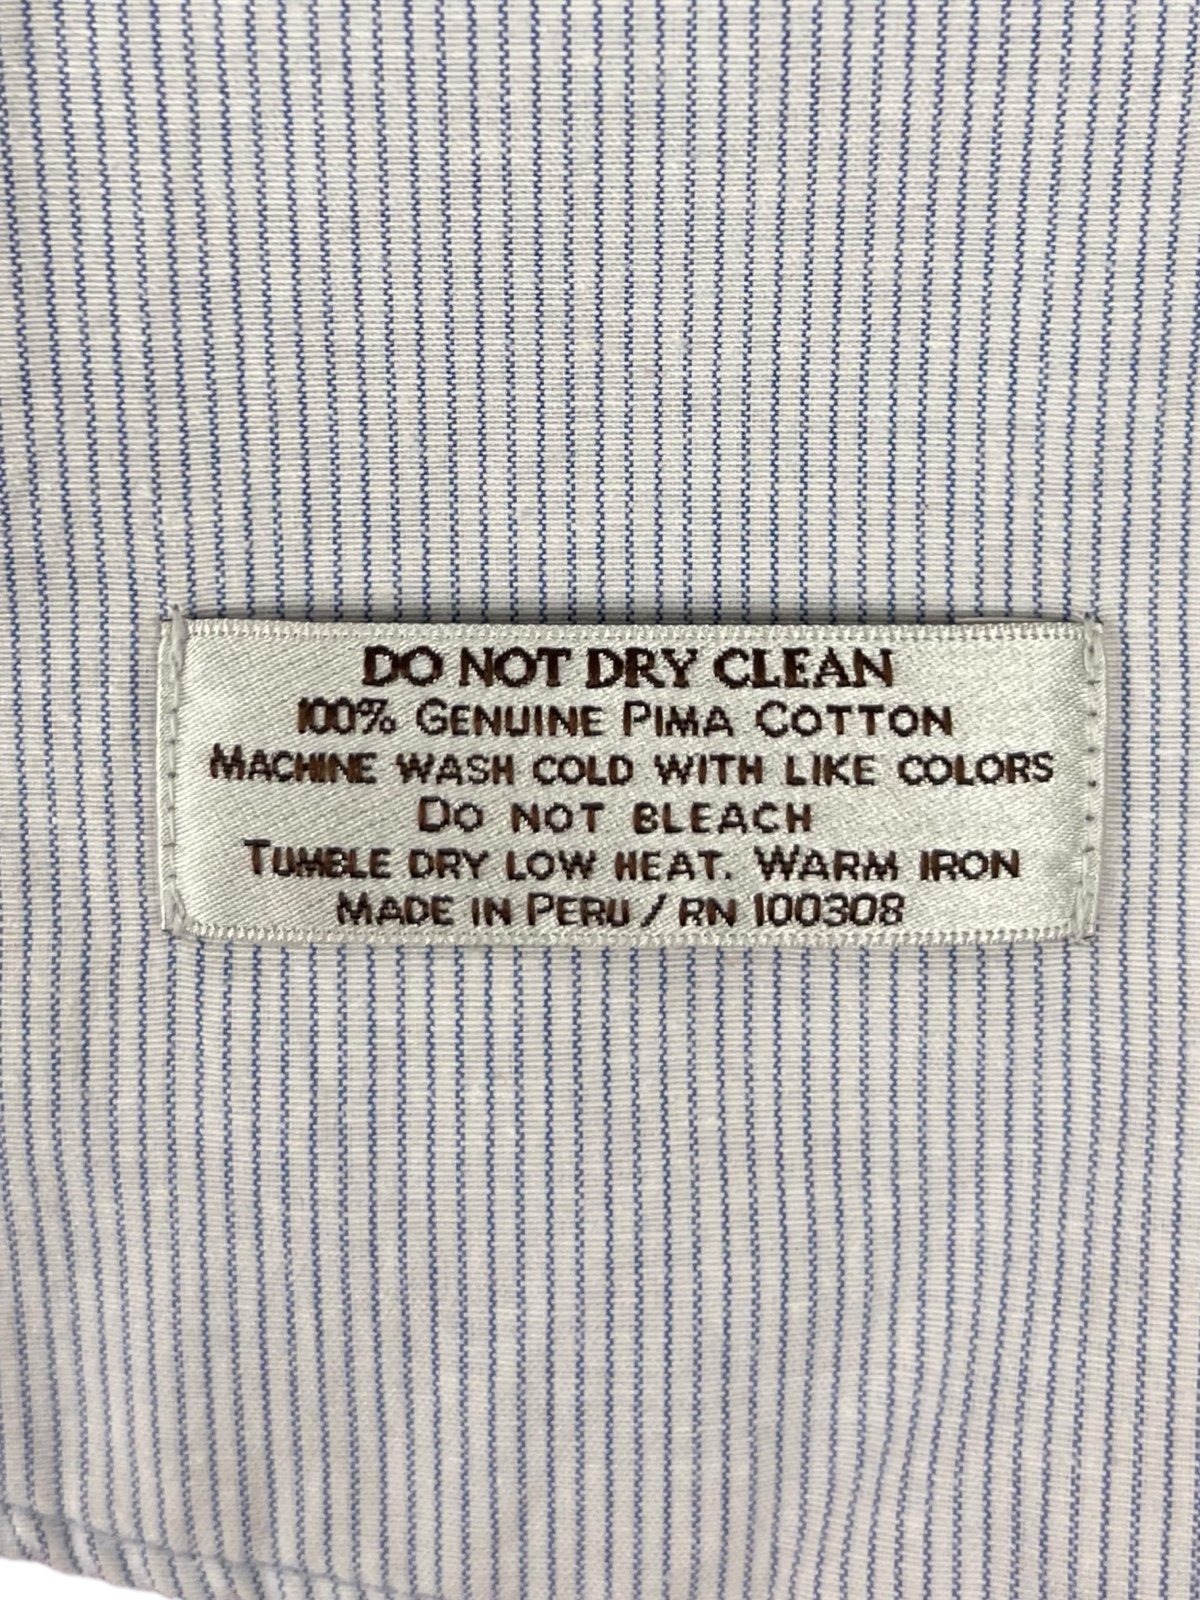 DO NOT DRY CLEAN
100% GENUINE PIMA COTTON
MACHINE WASH COLD WITH LIKE COLORS
DO NOT BLEACH
TUMBLE DRY LOW HEAT. WARM IRON
MADE IN PERU / RN 100308